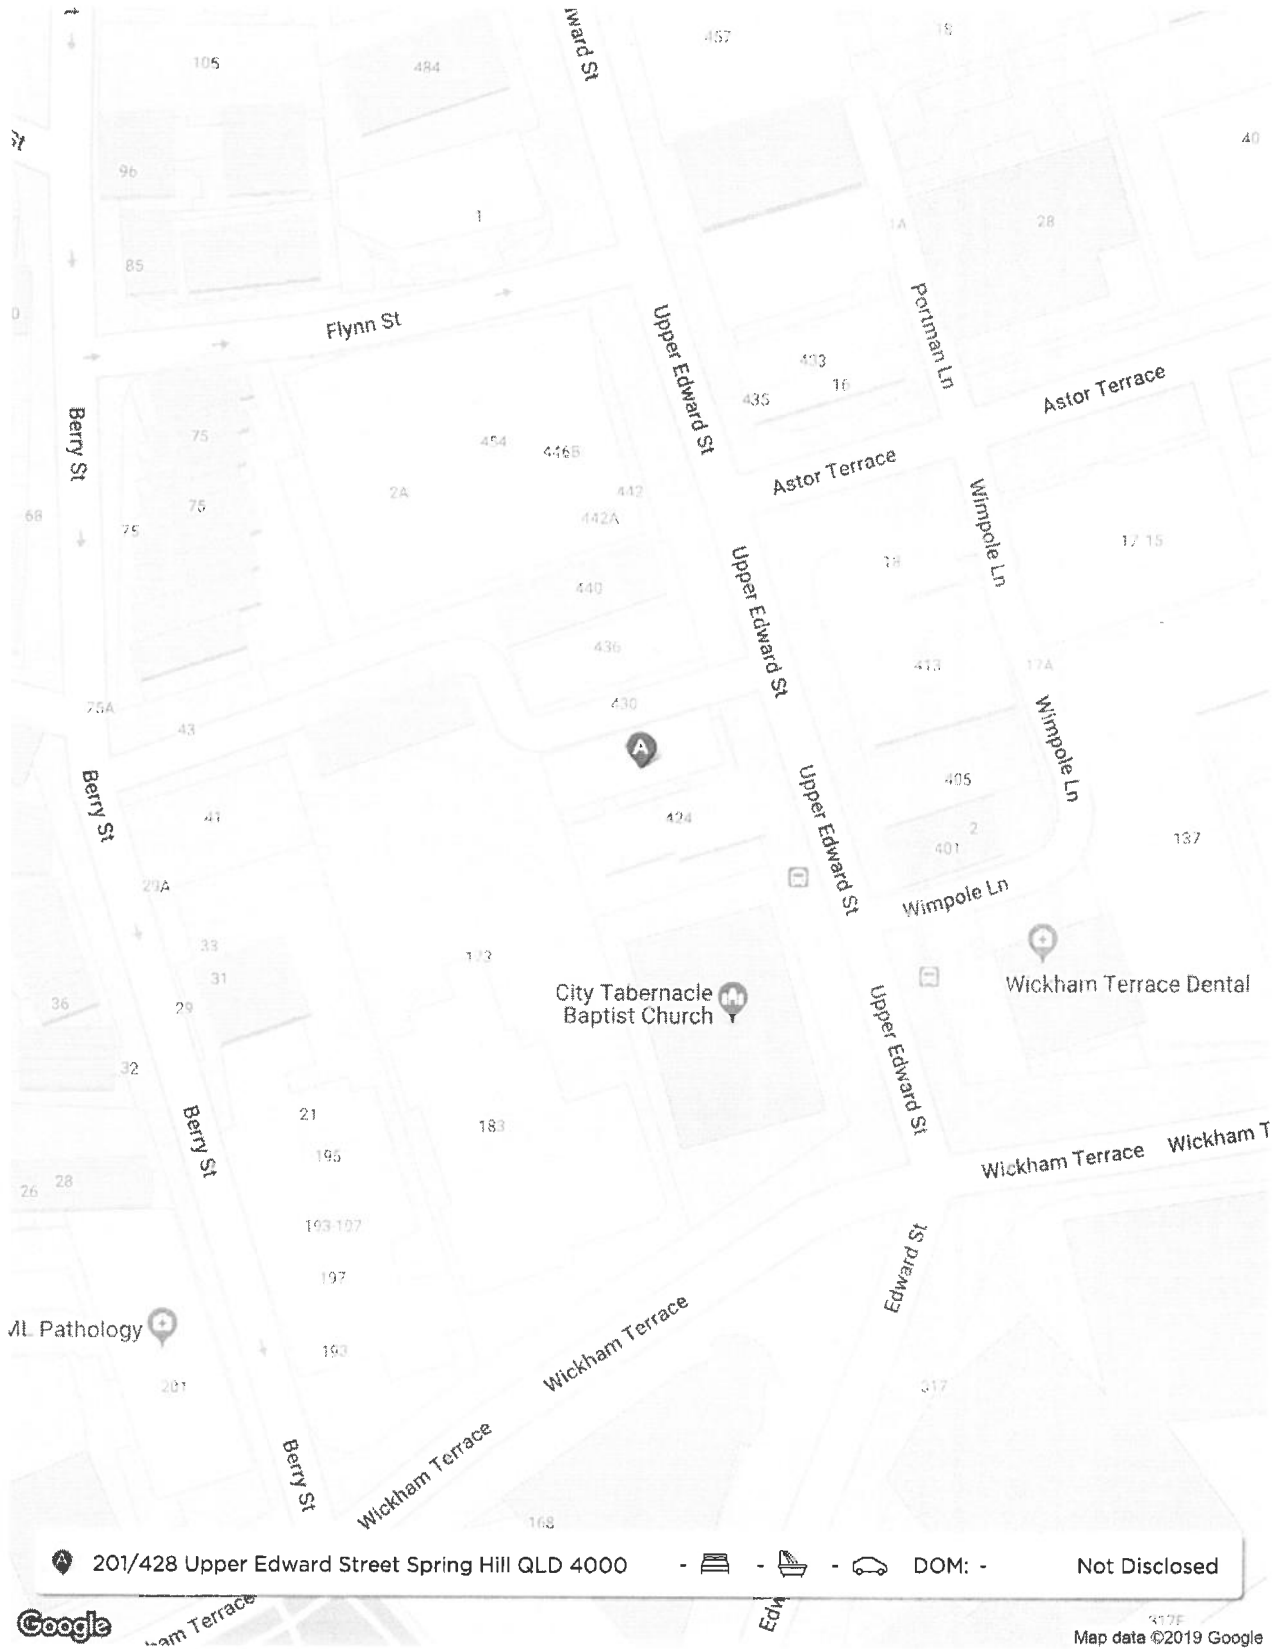 ward St
457
18
105
484
St
40
96
1
1A
28
85
Portman Ln
Flynn St
Upper Edward St
433
16
435
Astor Terrace
Berry St
75
454
446B
Astor Terrace
2A
442
Wimpole Ln
68
75
75
442A
17 15
18
Upper Edward St
440
436
413
17A
430
75A
43
Wimpole Ln
A
Berry St
Upper Edward St
405
41
424
2
401
137
29A
Wimpole Ln
33
31
36
29
City Tabernacle
Baptist Church
Wickham Terrace Dental
Upper Edward St
32
21
183
Berry St
195
Wickham Terrace
Wickham T
26
28
193-197
Edward St
197
ML Pathology
193
Wickham Terrace
201
317
Berry St
Wickham Terrace
168
A 201/428 Upper Edward Street Spring Hill QLD 4000 - - - DOM: - Not Disclosed
Google
ham Terrace
Edw
317F
Map data ©2019 Google